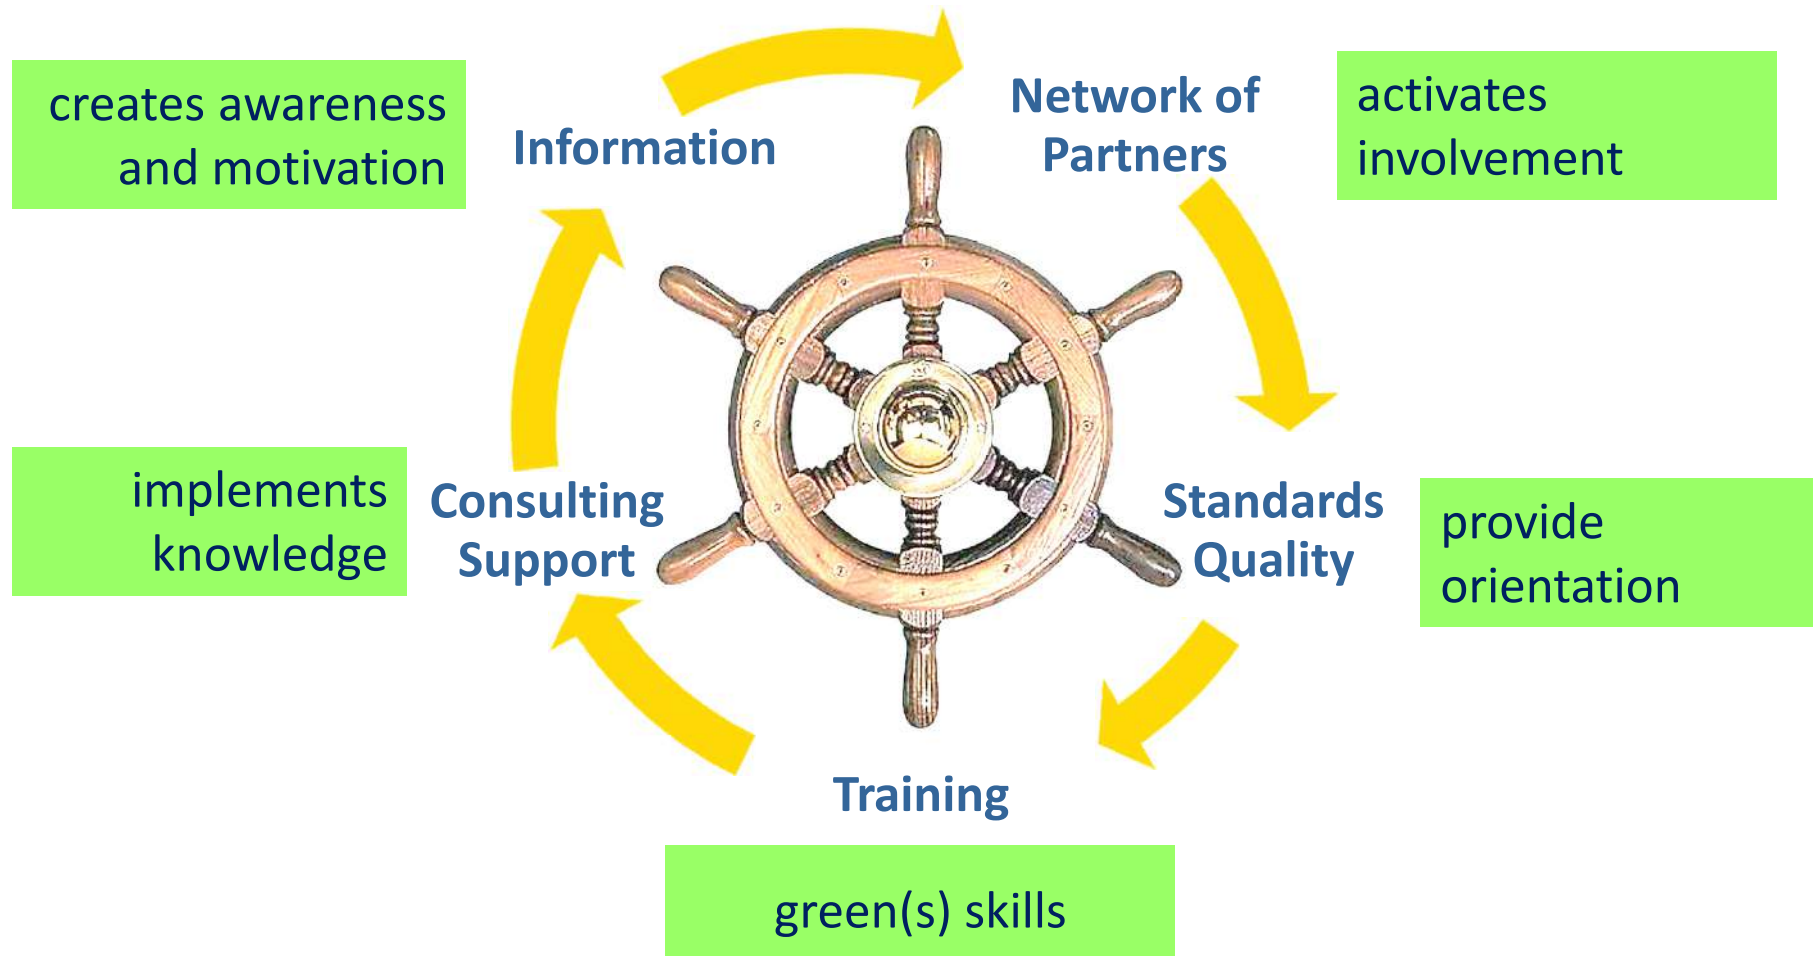 creates awareness
and motivation
Information
Network of
Partners
activates
involvement
implements
knowledge
Consulting
Support
Standards
Quality
provide
orientation
Training
green(s) skills